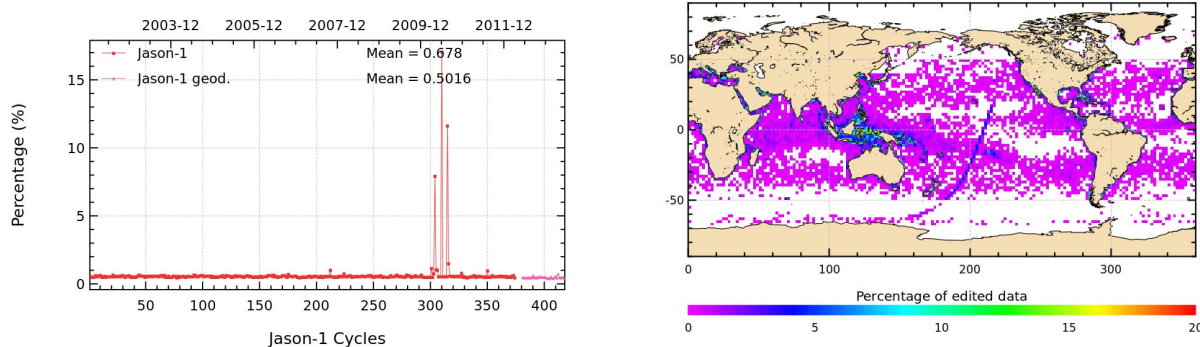 2003-12 2005-12 2007-12 2009-12 2011-12
Jason-1 Mean = 0.678
Jason-1 geod. Mean = 0.5016
Percentage (%)
15
10
5
0
50 100 150 200 250 300 350 400
Jason-1 Cycles
50
0
-50
0 100 200 300
Percentage of edited data
0 5 10 15 20